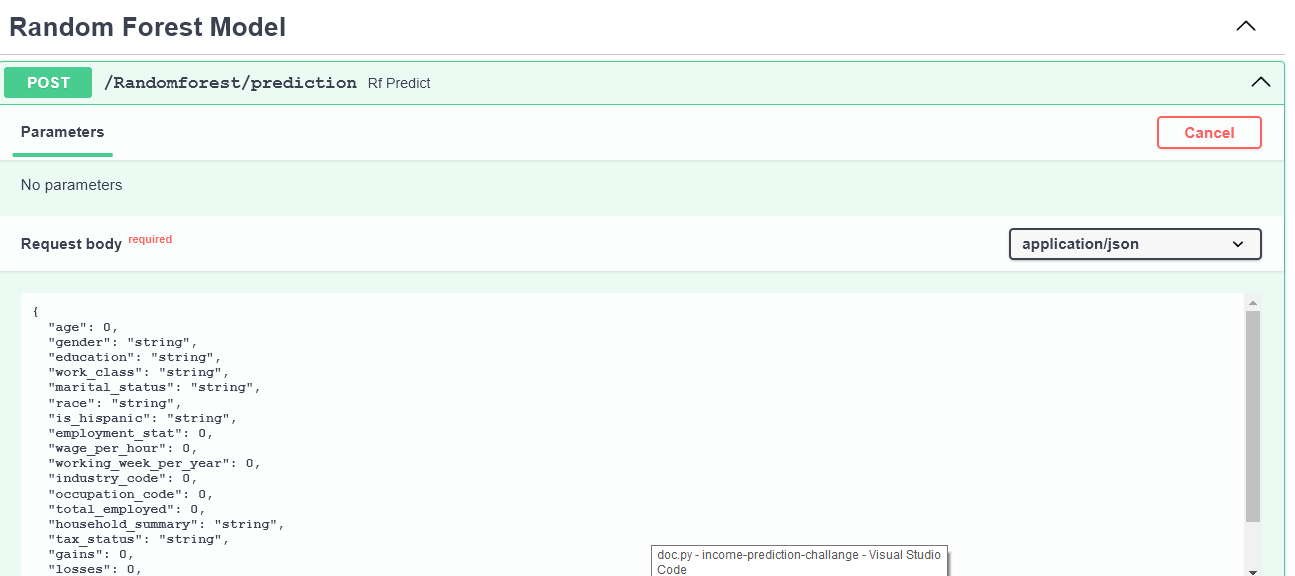 Random Forest Model
POST /Randomforest/prediction Rf Predict
Parameters
Cancel
No parameters
Request body required
application/json
{
"age": 0,
"gender": "string",
"education": "string",
"work_class": "string",
"marital_status": "string",
"race": "string",
"is_hispanic": "string",
"employment_stat": 0,
"wage_per_hour": 0,
"working_week_per_year": 0,
"industry_code": 0,
"occupation_code": 0,
"total_employed": 0,
"household_summary": "string",
"tax_status": "string",
"gains": 0,
"losses": 0,
doc.py - income-prediction-challange - Visual Studio
Code